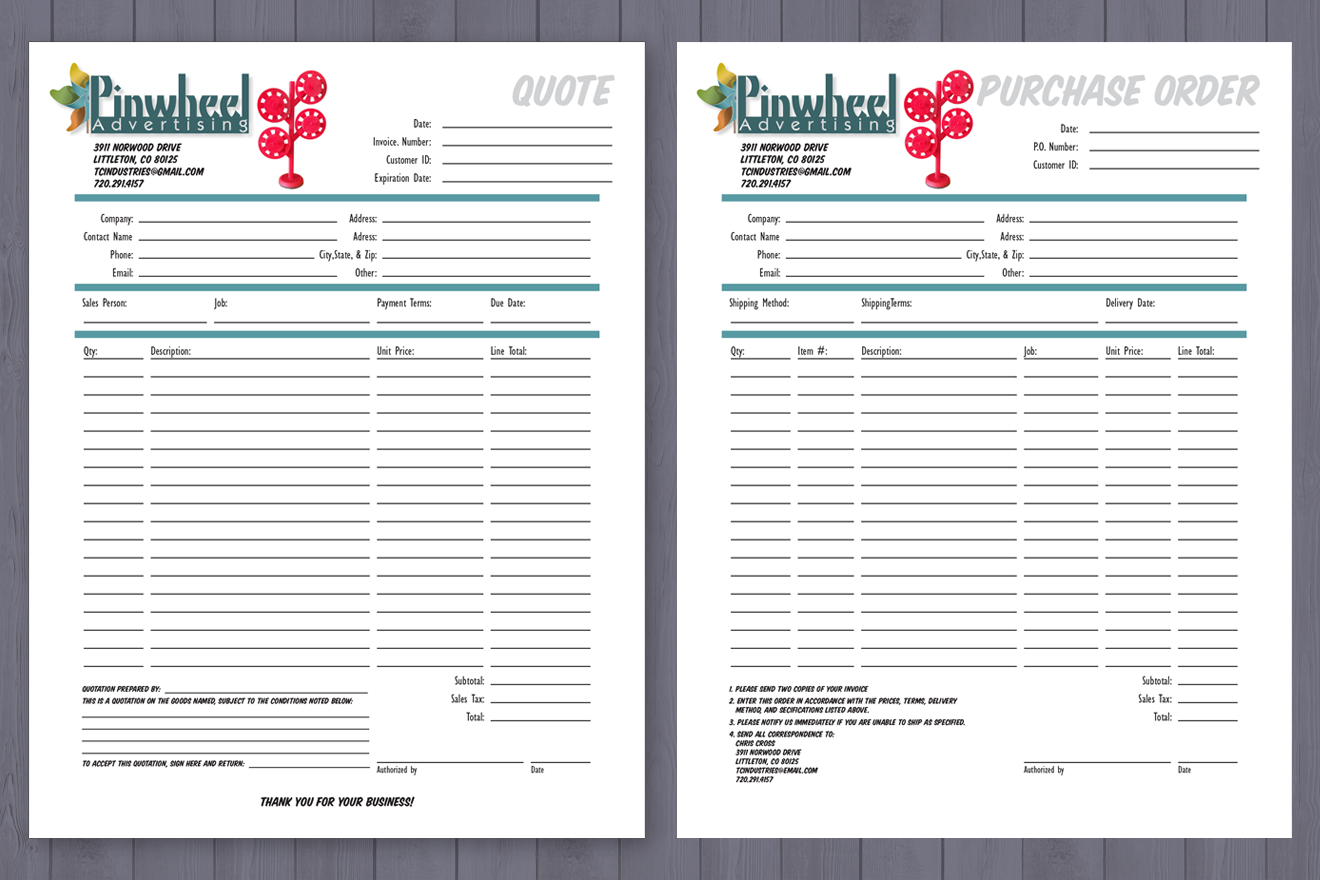 Pinwheel
Advertising
QUOTE
3911 NORWOOD DRIVE
LITTLETON, CO 80125
TCINDUSTRIES@GMAIL.COM
720.291.4157
Date:
Invoice. Number:
Customer ID:
Expiration Date:
Company: Address:
Contact Name Adress:
Phone: City,State, & Zip:
Email: Other:
Sales Person: Job: Payment Terms: Due Date:
Qty: Description: Unit Price: Line Total:
Subtotal:
Sales Tax:
Total:
QUOTATION PREPARED BY:
THIS IS A QUOTATION ON THE GOODS NAMED, SUBJECT TO THE CONDITIONS NOTED BELOW:
TO ACCEPT THIS QUOTATION, SIGN HERE AND RETURN:
Authorized by Date
THANK YOU FOR YOUR BUSINESS!
Pinwheel
Advertising
PURCHASE ORDER
3911 NORWOOD DRIVE
LITTLETON, CO 80125
TCINDUSTRIES@GMAIL.COM
720.291.4157
Date:
P.O. Number:
Customer ID:
Company: Address:
Contact Name Adress:
Phone: City,State, & Zip:
Email: Other:
Shipping Method: ShippingTerms: Delivery Date:
Qty: Item #: Description: Job: Unit Price: Line Total:
Subtotal:
Sales Tax:
Total:
1. PLEASE SEND TWO COPIES OF YOUR INVOICE
2. ENTER THIS ORDER IN ACCORDANCE WITH THE PRICES, TERMS, DELIVERY
METHOD, AND SECIFICATIONS LISTED ABOVE.
3. PLEASE NOTIFY US IMMEDIATELY IF YOU ARE UNABLE TO SHIP AS SPECIFIED.
4. SEND ALL CORRESPONDENCE TO:
CHRIS CROSS
3911 NORWOOD DRIVE
LITTLETON, CO 80125
TCINDUSTRIES@EMAIL.COM
720.291.4157
Authorized by Date